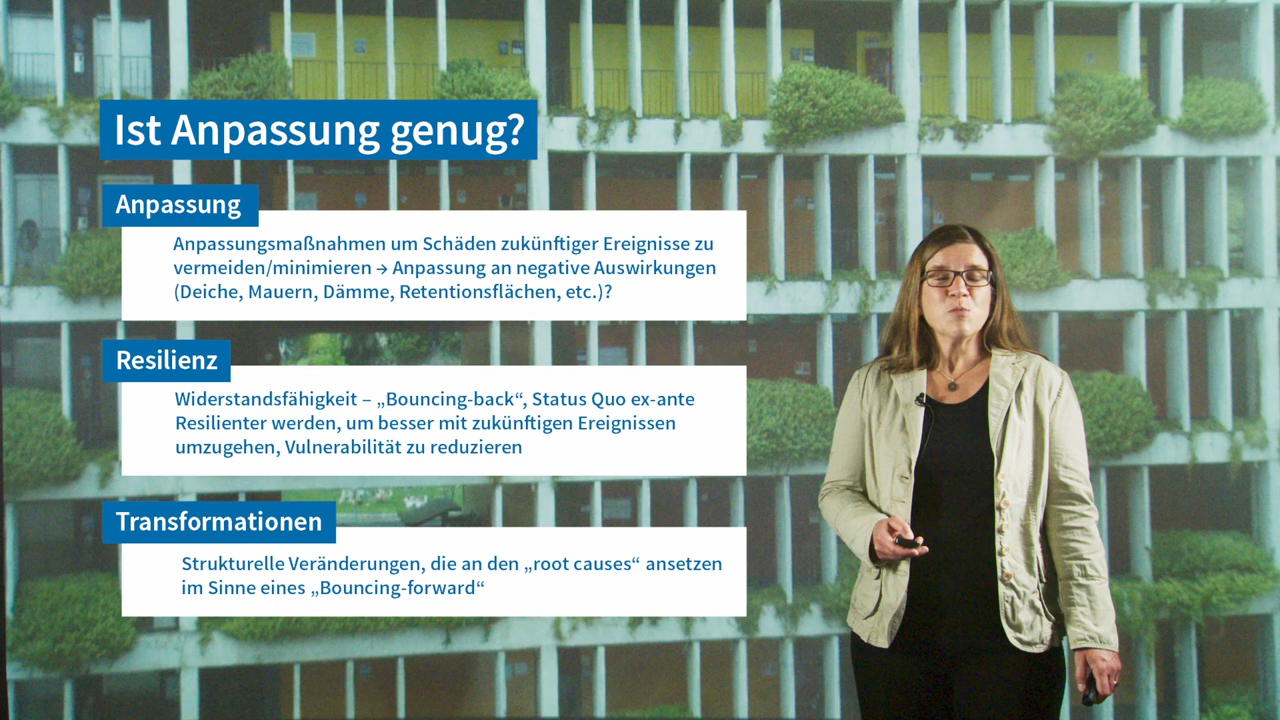 Ist Anpassung genug?
Anpassung
Anpassungsmaßnahmen um Schäden zukünftiger Ereignisse zu
vermeiden/minimieren → Anpassung an negative Auswirkungen
(Deiche, Mauern, Dämme, Retentionsflächen, etc.)?
Resilienz
Widerstandsfähigkeit – „Bouncing-back“, Status Quo ex-ante
Resilienter werden, um besser mit zukünftigen Ereignissen
umzugehen, Vulnerabilität zu reduzieren
Transformationen
Strukturelle Veränderungen, die an den „root causes“ ansetzen
im Sinne eines „Bouncing-forward“